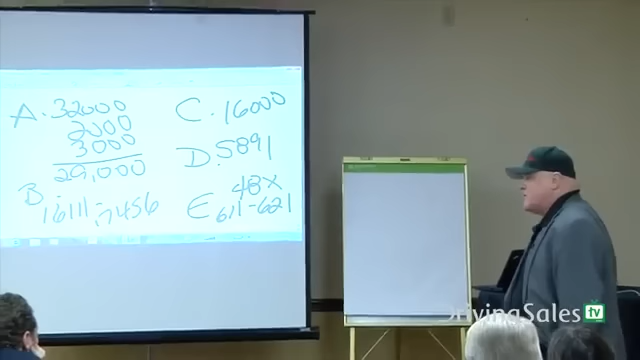 A. 32000
2000
3000
29,000
B. 16111 - 7456
C. 16000
D. 5891
48x
E 611-621
DrivingSales tv